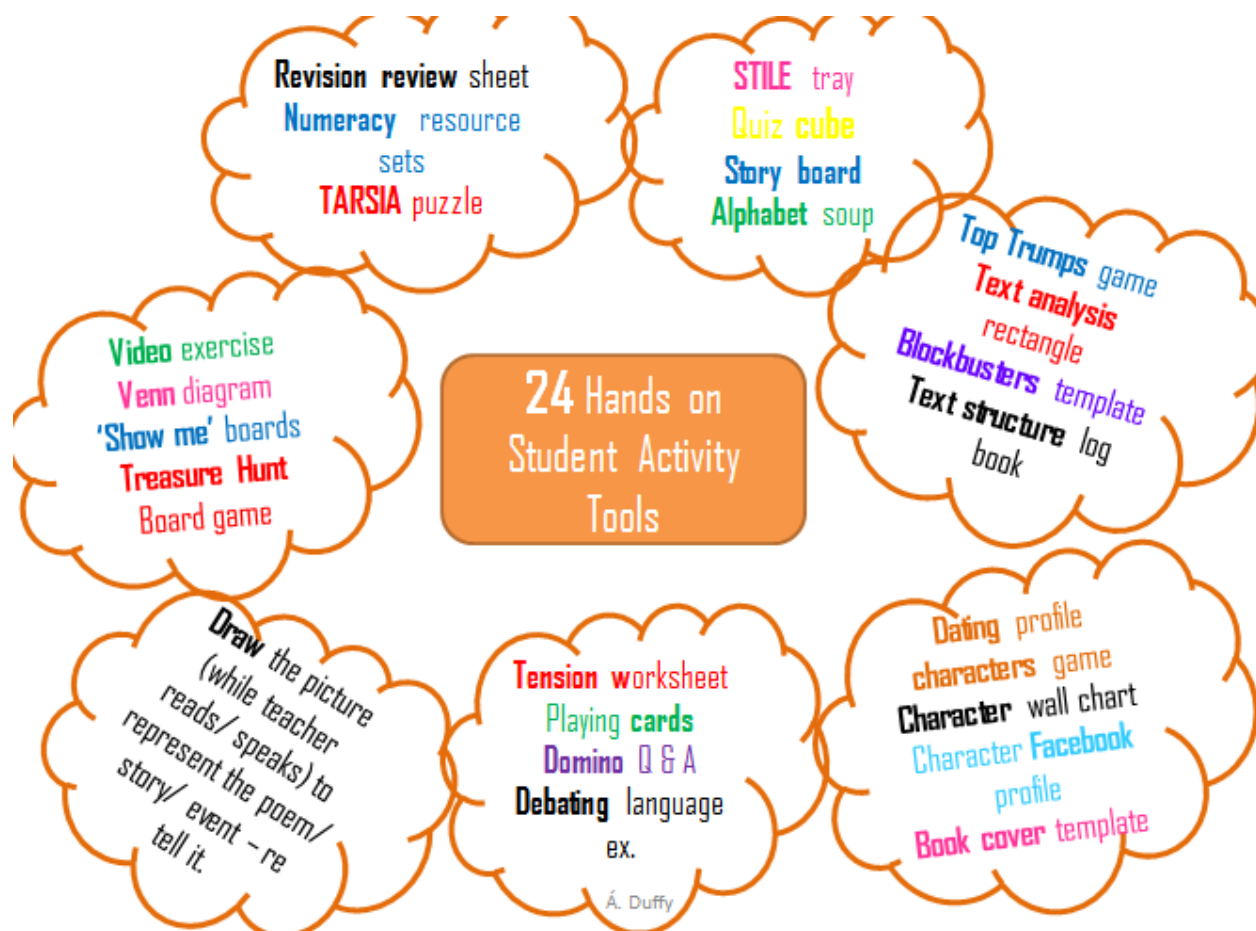 Revision review sheet
Numeracy resource
sets
TARSIA puzzle
STILE tray
Quiz cube
Story board
Alphabet soup
Top Trumps game
Text analysis
rectangle
Blockbusters template
Text structure log
book
Video exercise
Venn diagram
'Show me' boards
Treasure Hunt
Board game
24 Hands on
Student Activity
Tools
Dating profile
characters game
Character wall chart
Character Facebook
profile
Book cover template
Draw the picture
(while teacher
reads/ speaks) to
represent the poem/
story/ event – re
tell it.
Tension worksheet
Playing cards
Domino Q & A
Debating language
ex.
Á. Duffy